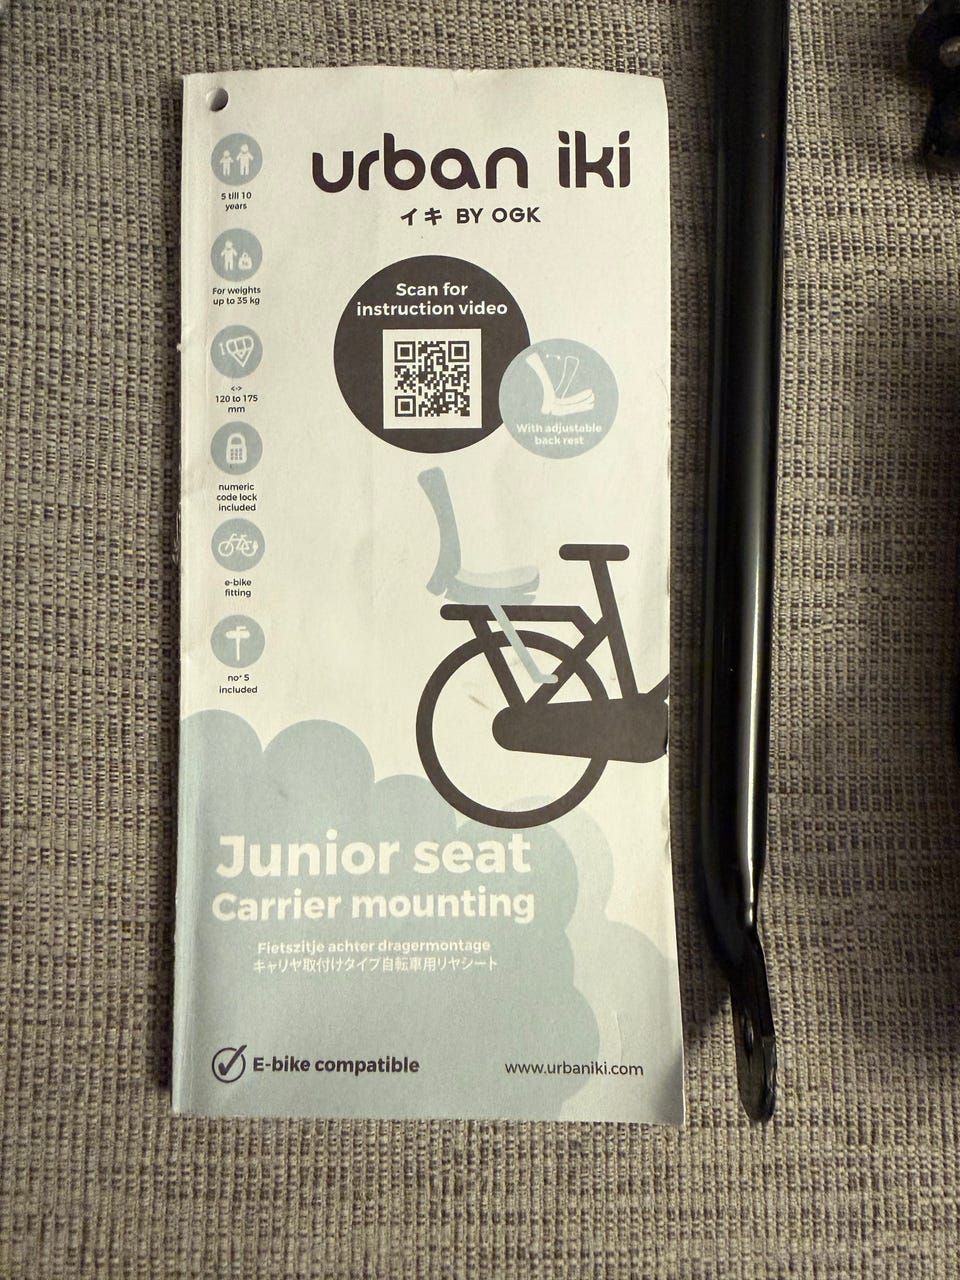 urban iki
イキ BY OGK
5 till 10
years
For weights
up to 35 kg
<->
120 to 175
mm
numeric
code lock
included
e-bike
fitting
no° 5
included
Scan for
instruction video
With adjustable
back rest
Junior seat
Carrier mounting
Fietszitje achter dragermontage
キャリヤ取付けタイプ自転車用リヤシート
E-bike compatible
www.urbaniki.com